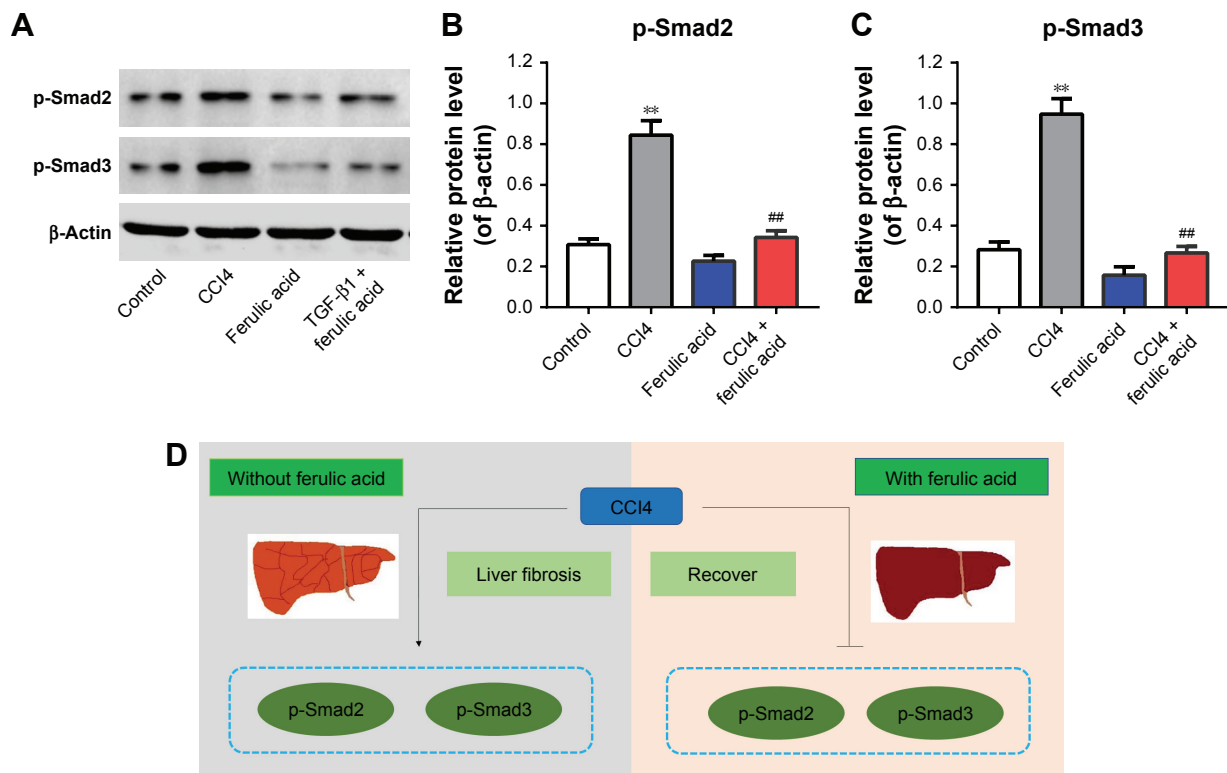 A
p-Smad2
p-Smad3
β-Actin
Control
CCl4
Ferulic acid
TGF-β1 +
ferulic acid
B
p-Smad2
Relative protein level
(of β-actin)
1.2
1.0
0.8
0.6
0.4
0.2
0.0
**
##
Control
CCl4
Ferulic acid
CCl4 +
ferulic acid
C
p-Smad3
Relative protein level
(of β-actin)
1.2
1.0
0.8
0.6
0.4
0.2
0.0
**
##
Control
CCl4
Ferulic acid
CCl4 +
ferulic acid
D
Without ferulic acid
With ferulic acid
CCl4
Liver fibrosis
Recover
p-Smad2
p-Smad3
p-Smad2
p-Smad3